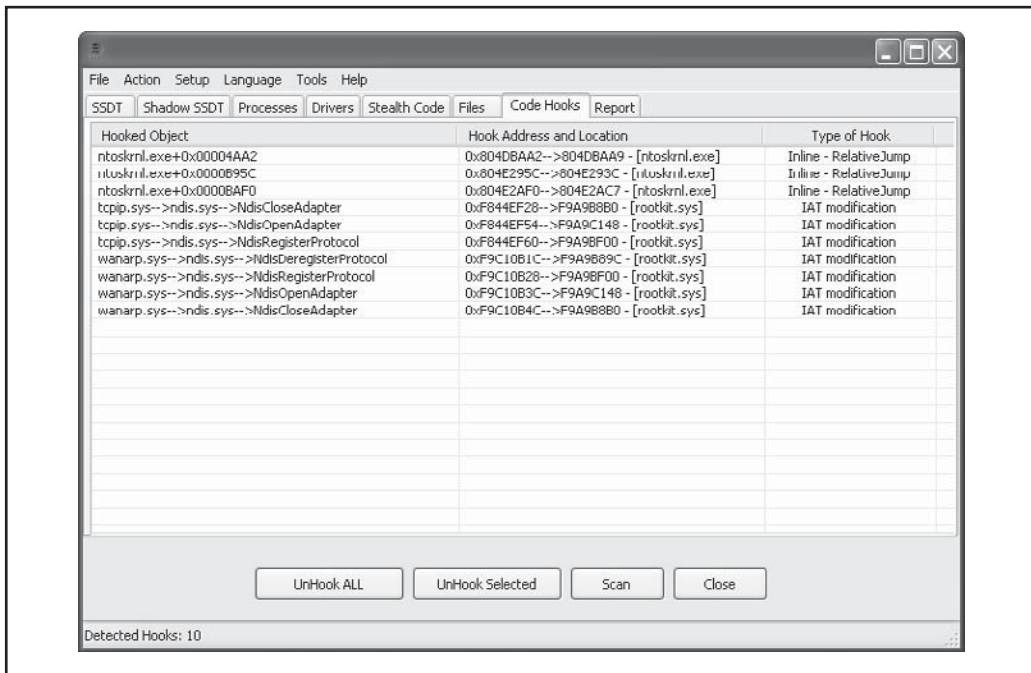 File Action Setup Language Tools Help
SSDT Shadow SSDT Processes Drivers Stealth Code Files Code Hooks Report
Hooked Object Hook Address and Location Type of Hook
ntoskrnl.exe+0x00004AA2 0x804DBAA2-->804DBAA9 - [ntoskrnl.exe] Inline - RelativeJump
ntoskrnl.exe+0x0000B95C 0x804E295C-->804E293C - [ntoskrnl.exe] Inline - RelativeJump
ntoskrnl.exe+0x0000BAF0 0x804E2AF0-->804E2AC7 - [ntoskrnl.exe] Inline - RelativeJump
tcpip.sys-->ndis.sys-->NdisCloseAdapter 0xF844EF28-->F9A9B8B0 - [rootkit.sys] IAT modification
tcpip.sys-->ndis.sys-->NdisOpenAdapter 0xF844EF54-->F9A9C148 - [rootkit.sys] IAT modification
tcpip.sys-->ndis.sys-->NdisRegisterProtocol 0xF844EF60-->F9A9BF00 - [rootkit.sys] IAT modification
wanarp.sys-->ndis.sys-->NdisDeregisterProtocol 0xF9C10B1C-->F9A9B89C - [rootkit.sys] IAT modification
wanarp.sys-->ndis.sys-->NdisRegisterProtocol 0xF9C10B28-->F9A9BF00 - [rootkit.sys] IAT modification
wanarp.sys-->ndis.sys-->NdisOpenAdapter 0xF9C10B3C-->F9A9C148 - [rootkit.sys] IAT modification
wanarp.sys-->ndis.sys-->NdisCloseAdapter 0xF9C10B4C-->F9A9B8B0 - [rootkit.sys] IAT modification
UnHook ALL UnHook Selected Scan Close
Detected Hooks: 10